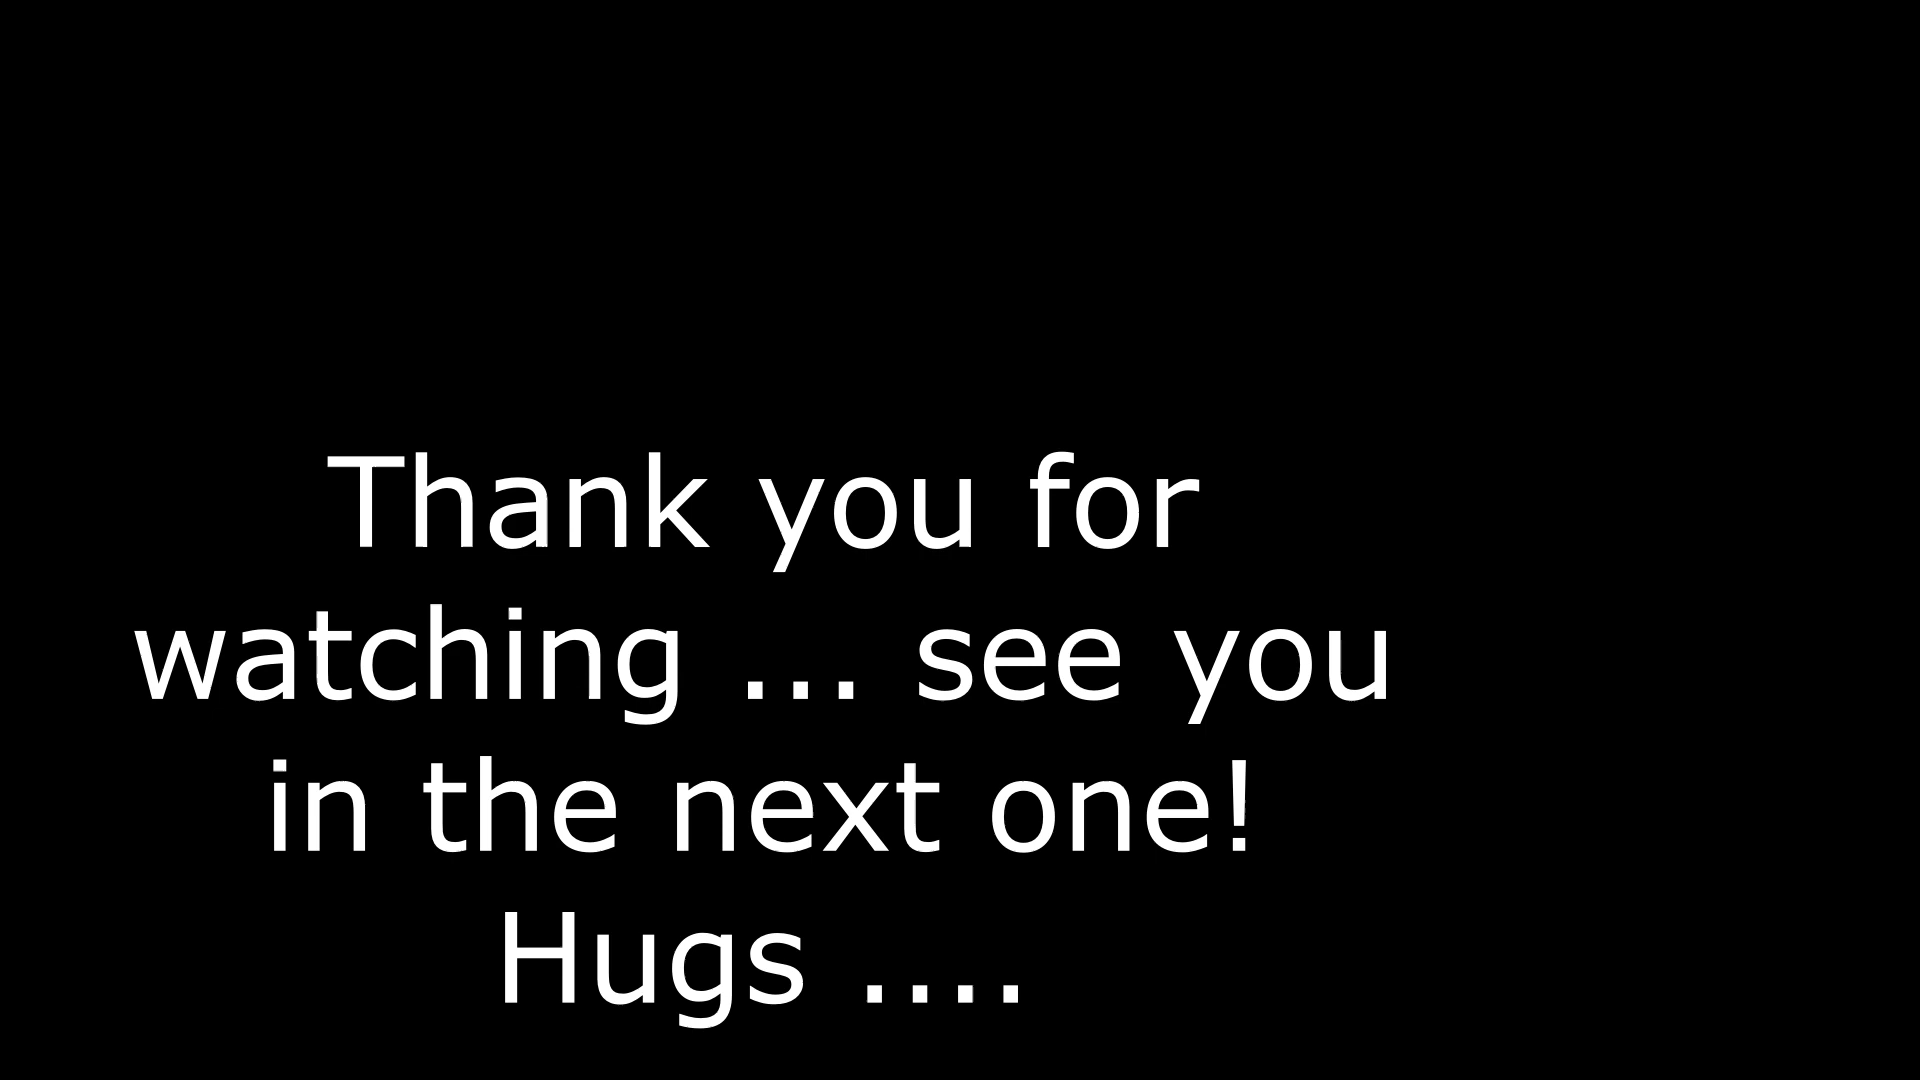 Thank you for
watching ... see you
in the next one!
Hugs ....